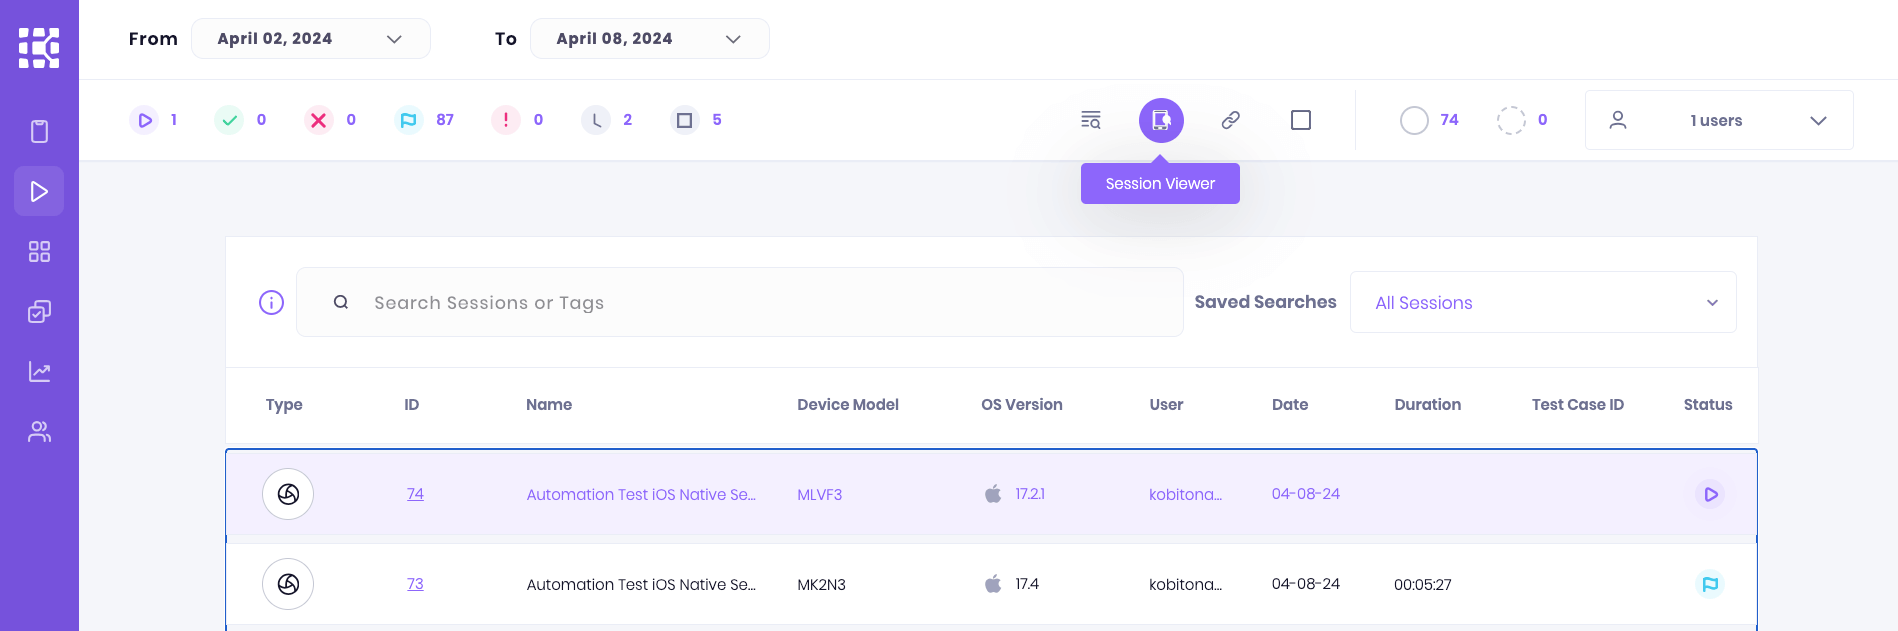 From April 02, 2024 To April 08, 2024
1 0 0 87 0 2 5 74 0 1 users
Session Viewer
Search Sessions or Tags Saved Searches All Sessions
Type ID Name Device Model OS Version User Date Duration Test Case ID Status
74 Automation Test iOS Native Se... MLVF3 17.2.1 kobitona... 04-08-24
73 Automation Test iOS Native Se... MK2N3 17.4 kobitona... 04-08-24 00:05:27